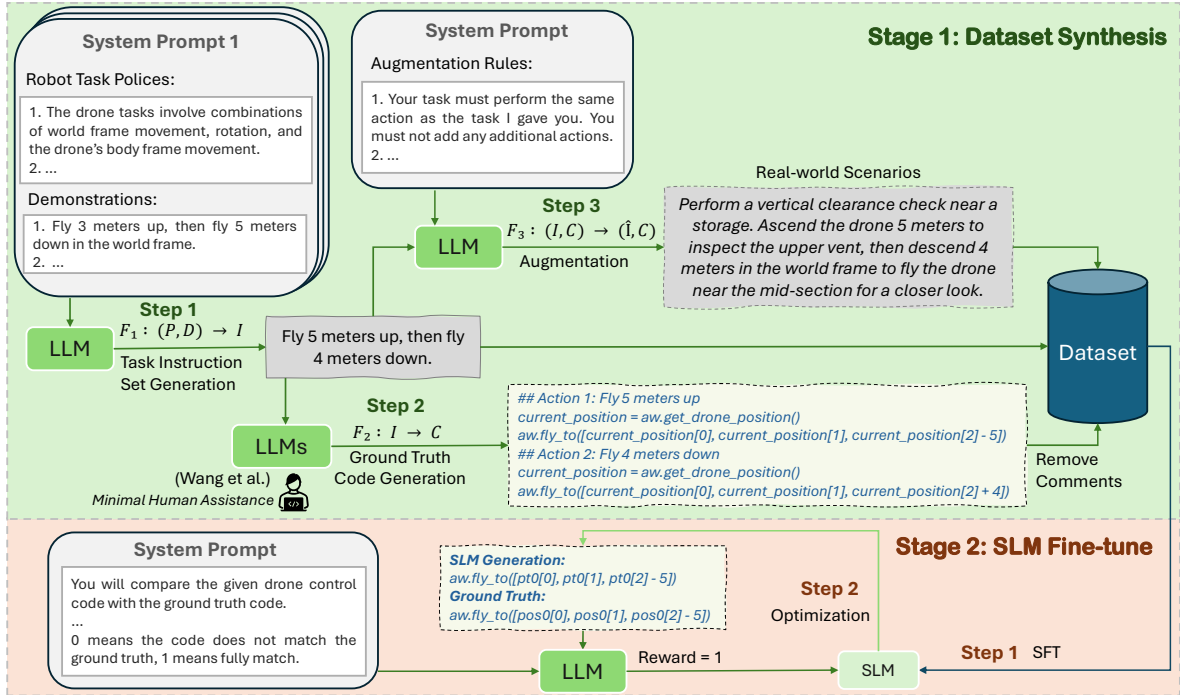 Stage 1: Dataset Synthesis
System Prompt 1
Robot Task Polices:
1. The drone tasks involve combinations
of world frame movement, rotation, and
the drone's body frame movement.
2. ...
Demonstrations:
1. Fly 3 meters up, then fly 5 meters
down in the world frame.
2. ...
System Prompt
Augmentation Rules:
1. Your task must perform the same
action as the task I gave you. You
must not add any additional actions.
2. ...
Step 3
LLM
F₃ : (I, C) → (Î, C)
Augmentation
Real-world Scenarios
Perform a vertical clearance check near a
storage. Ascend the drone 5 meters to
inspect the upper vent, then descend 4
meters in the world frame to fly the drone
near the mid-section for a closer look.
Step 1
LLM
F₁ : (P, D) → I
Task Instruction
Set Generation
Fly 5 meters up, then fly
4 meters down.
Dataset
Step 2
LLMs
F₂ : I → C
Ground Truth
Code Generation
(Wang et al.)
Minimal Human Assistance
## Action 1: Fly 5 meters up
current_position = aw.get_drone_position()
aw.fly_to([current_position[0], current_position[1], current_position[2] - 5])
## Action 2: Fly 4 meters down
current_position = aw.get_drone_position()
aw.fly_to([current_position[0], current_position[1], current_position[2] + 4])
Remove
Comments
Stage 2: SLM Fine-tune
System Prompt
You will compare the given drone control
code with the ground truth code.
...
0 means the code does not match the
ground truth, 1 means fully match.
SLM Generation:
aw.fly_to([pt0[0], pt0[1], pt0[2] - 5])
Ground Truth:
aw.fly_to([pos0[0], pos0[1], pos0[2] - 5])
Step 2
Optimization
LLM
Reward = 1
SLM
Step 1 SFT